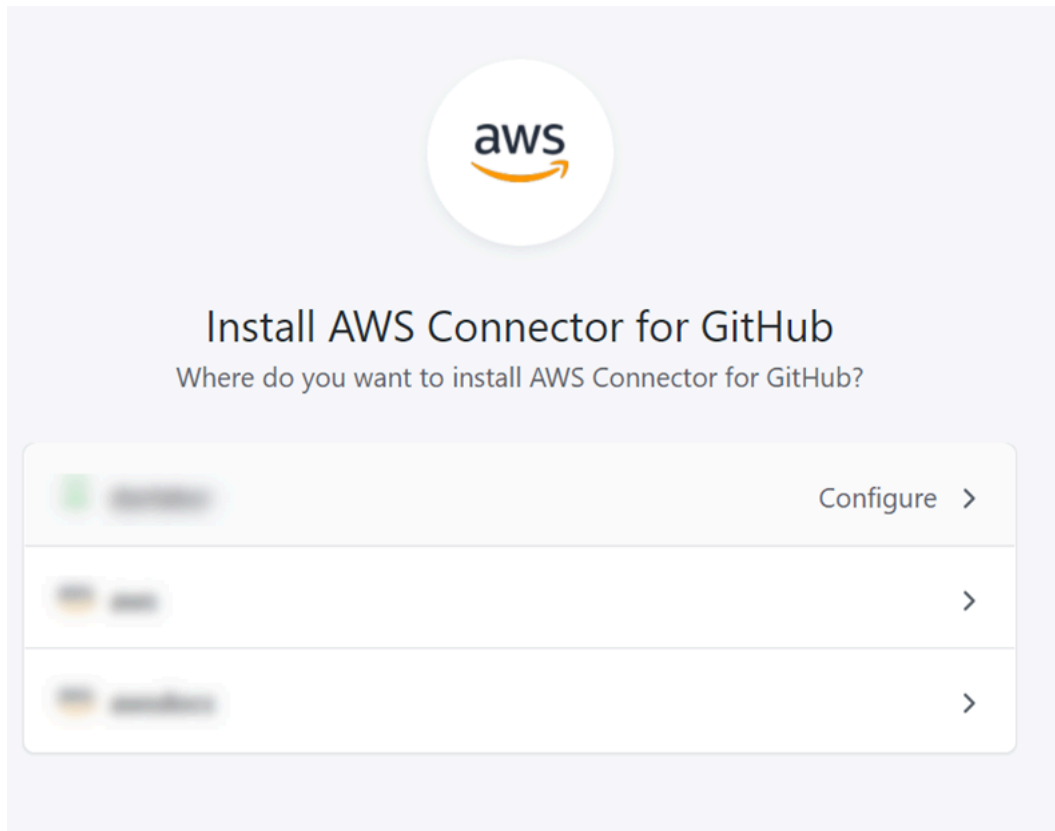 aws
Install AWS Connector for GitHub
Where do you want to install AWS Connector for GitHub?
Configure